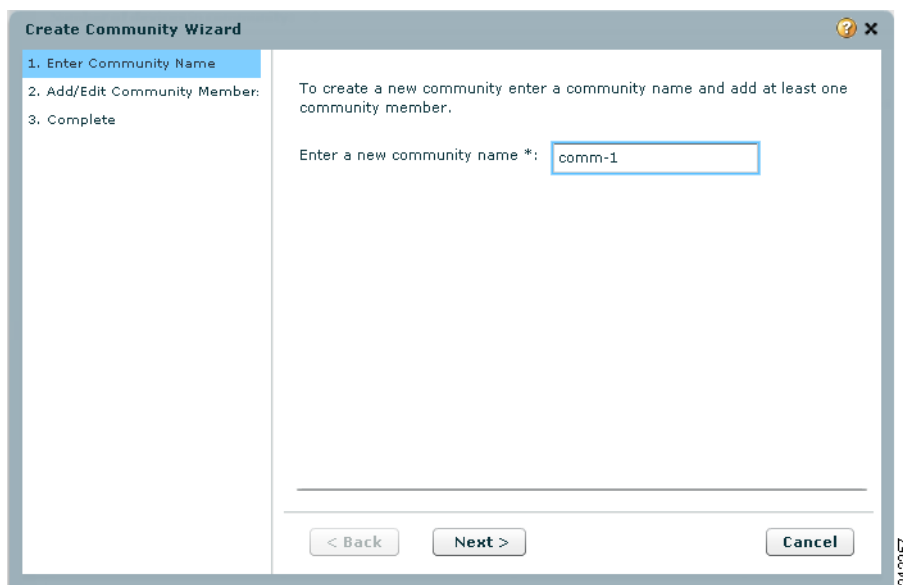 Create Community Wizard
1. Enter Community Name
2. Add/Edit Community Member:
3. Complete
To create a new community enter a community name and add at least one
community member.
Enter a new community name *: comm-1
< Back
Next >
Cancel